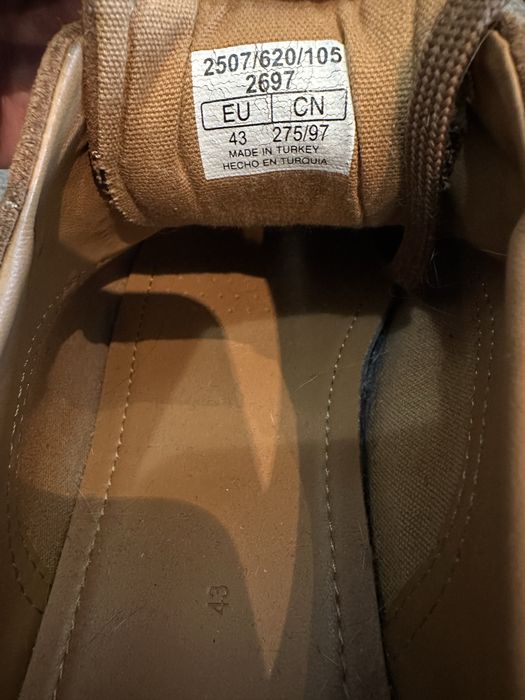 2507/620/105
2697
EU CN
43 275/97
MADE IN TURKEY
HECHO EN TURQUIA
43